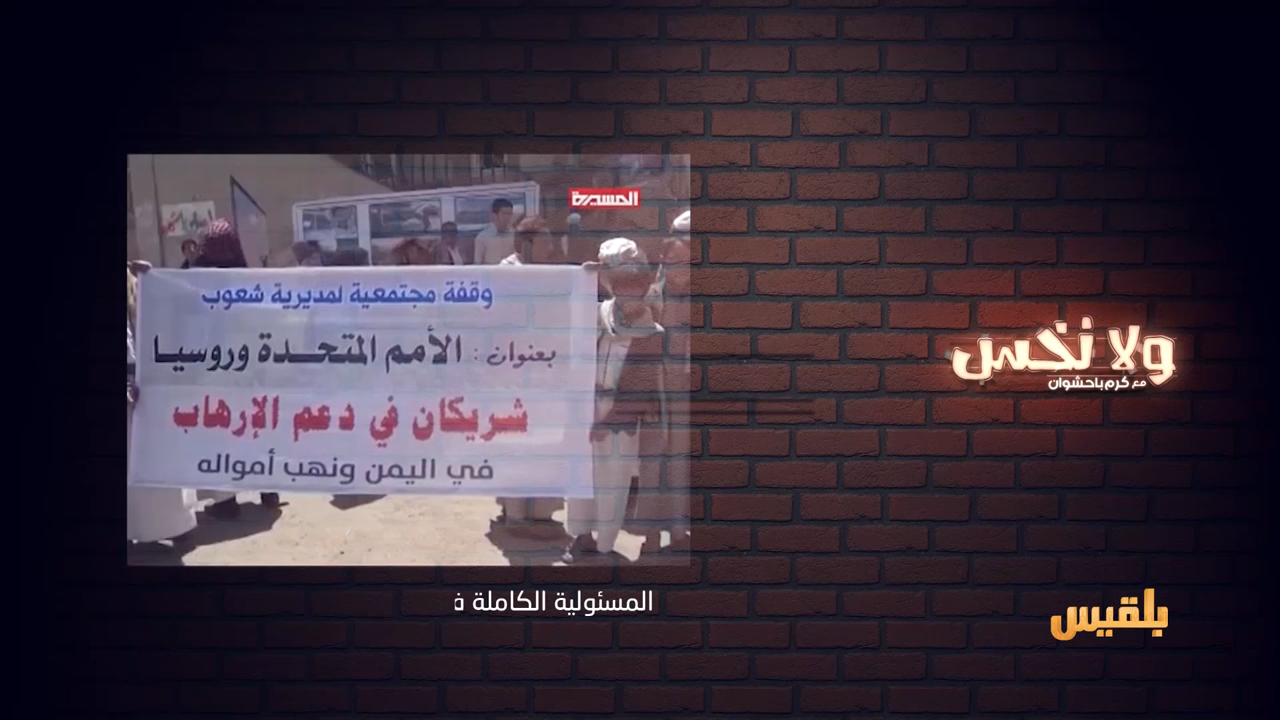 المسيرة
وقفة مجتمعية لمديرية شعوب
بعنوان : الأمم المتحدة وروسيا
شريكان في دعم الإرهاب
في اليمن ونهب أمواله
ولا نخس
مع كرم باحشوان
المسئولية الكاملة ف
بلقيس